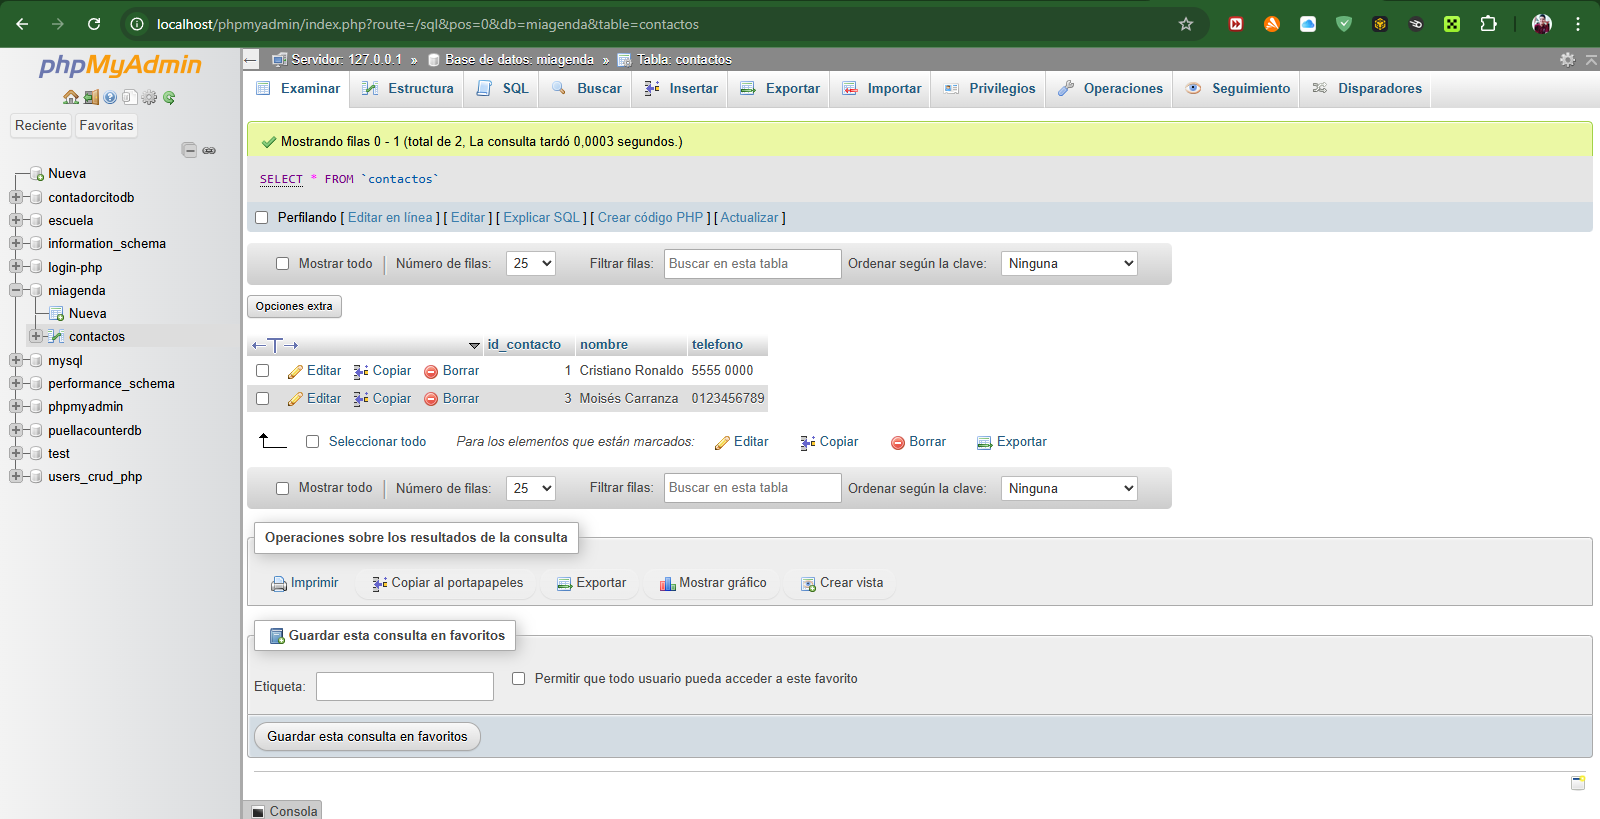 localhost/phpmyadmin/index.php?route=/sql&pos=0&db=miagenda&table=contactos
phpMyAdmin
Reciente Favoritas
Nueva
contadorcitodb
escuela
information_schema
login-php
miagenda
Nueva
contactos
mysql
performance_schema
phpmyadmin
puellacounterdb
test
users_crud_php
Servidor: 127.0.0.1 » Base de datos: miagenda » Tabla: contactos
Examinar Estructura SQL Buscar Insertar Exportar Importar Privilegios Operaciones Seguimiento Disparadores
Mostrando filas 0 - 1 (total de 2, La consulta tardó 0,0003 segundos.)
SELECT * FROM `contactos`
Perfilando [ Editar en línea ] [ Editar ] [ Explicar SQL ] [ Crear código PHP ] [ Actualizar ]
Mostrar todo Número de filas: 25 Filtrar filas: Buscar en esta tabla Ordenar según la clave: Ninguna
Opciones extra
←T→ id_contacto nombre telefono
Editar Copiar Borrar 1 Cristiano Ronaldo 5555 0000
Editar Copiar Borrar 3 Moisés Carranza 0123456789
Seleccionar todo Para los elementos que están marcados: Editar Copiar Borrar Exportar
Mostrar todo Número de filas: 25 Filtrar filas: Buscar en esta tabla Ordenar según la clave: Ninguna
Operaciones sobre los resultados de la consulta
Imprimir Copiar al portapapeles Exportar Mostrar gráfico Crear vista
Guardar esta consulta en favoritos
Etiqueta: Permitir que todo usuario pueda acceder a este favorito
Guardar esta consulta en favoritos
Consola